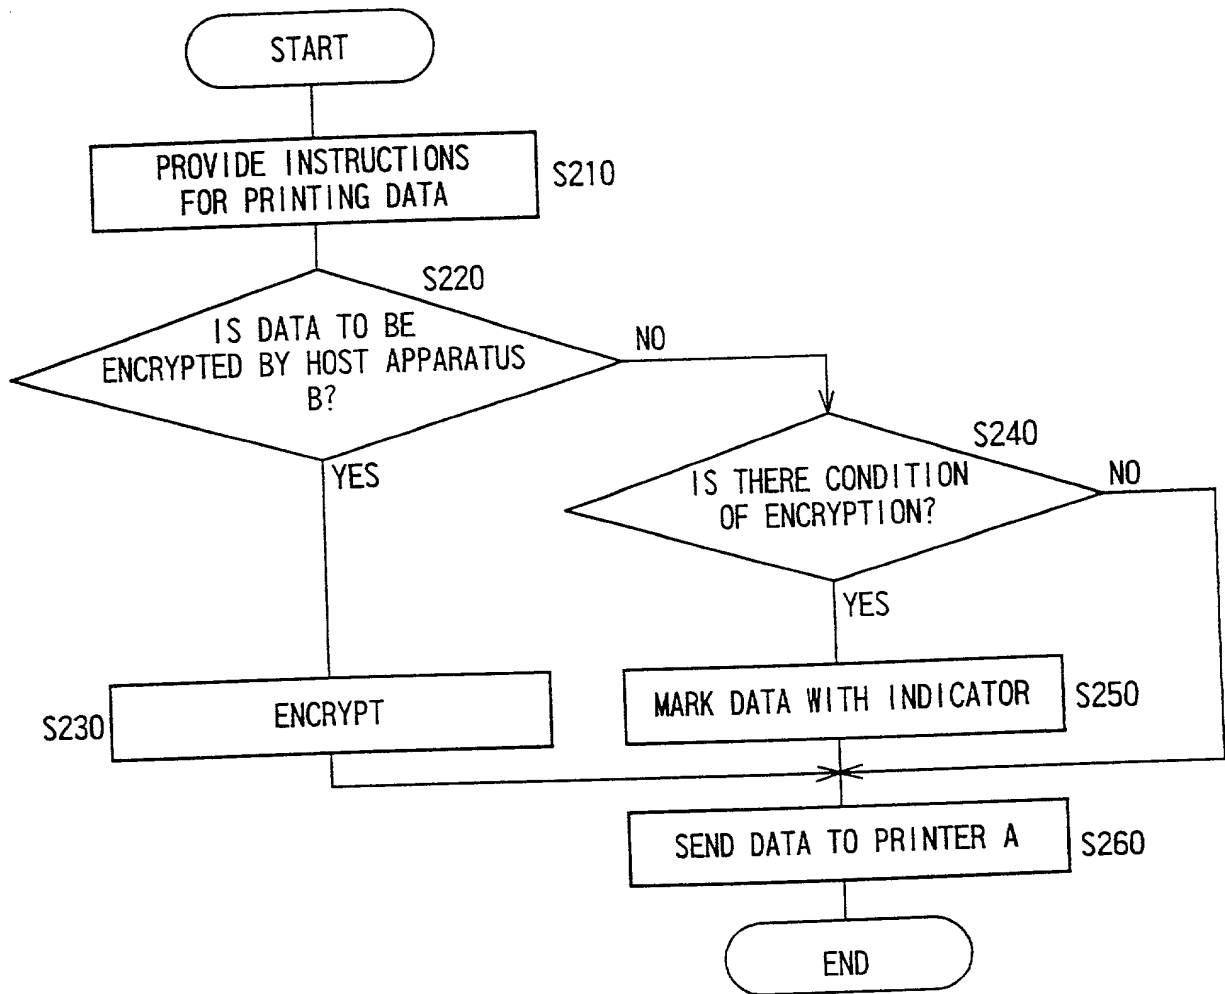 START
PROVIDE INSTRUCTIONS
FOR PRINTING DATA
S210
S220
IS DATA TO BE
ENCRYPTED BY HOST APPARATUS
B?
NO
YES
S240
IS THERE CONDITION
OF ENCRYPTION?
NO
YES
S230
ENCRYPT
MARK DATA WITH INDICATOR
S250
SEND DATA TO PRINTER A
S260
END